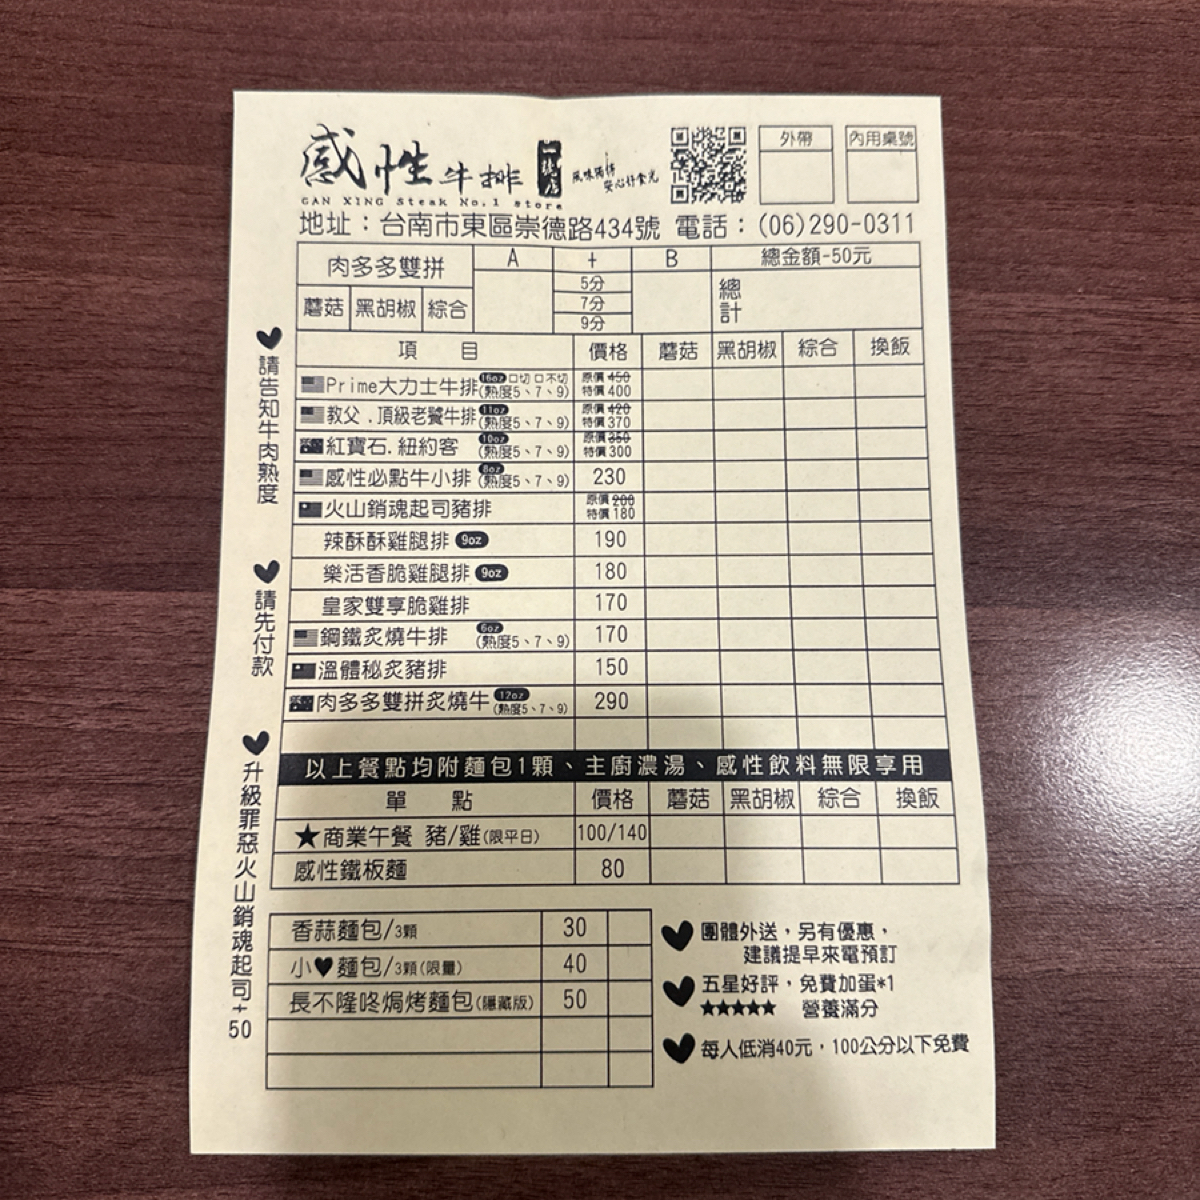 感性牛排 一號店 風味獨特 安心好食光
GAN XING Steak No.1 Store
外帶 內用桌號
地址：台南市東區崇德路434號 電話：(06)290-0311
肉多多雙拼 A + B 總金額-50元
蘑菇 黑胡椒 綜合 5分 7分 9分 總計
項目 價格 蘑菇 黑胡椒 綜合 換飯
Prime大力士牛排 16oz 口切 口不切 (熟度5、7、9) 原價 450 特價 400
教父.頂級老饕牛排 11oz (熟度5、7、9) 原價 420 特價 370
紅寶石.紐約客 10oz (熟度5、7、9) 原價 350 特價 300
感性必點牛小排 8oz (熟度5、7、9) 230
火山銷魂起司豬排 原價 200 特價 180
辣酥酥雞腿排 9oz 190
樂活香脆雞腿排 9oz 180
皇家雙享脆雞排 170
鋼鐵炙燒牛排 6oz (熟度5、7、9) 170
溫體秘炙豬排 150
肉多多雙拼炙燒牛 12oz (熟度5、7、9) 290
以上餐點均附麵包1顆、主廚濃湯、感性飲料無限享用
單點 價格 蘑菇 黑胡椒 綜合 換飯
★商業午餐 豬/雞(限平日) 100/140
感性鐵板麵 80
香蒜麵包/3顆 30
小♥麵包/3顆(限量) 40
長不隆咚焗烤麵包(隱藏版) 50
♥團體外送，另有優惠，
建議提早來電預訂
♥五星好評，免費加蛋*1
★★★★★ 營養滿分
♥每人低消40元，100公分以下免費
♥請告知牛肉熟度
♥請先付款
♥升級罪惡火山銷魂起司+50